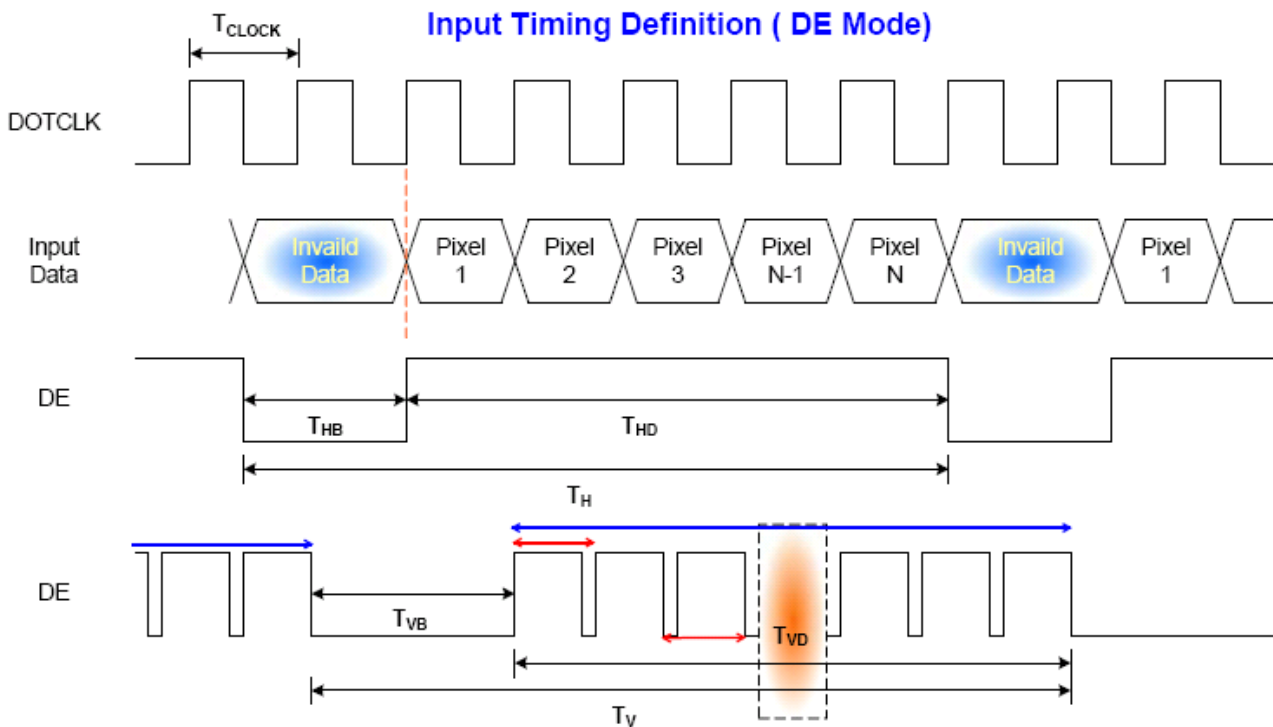 Input Timing Definition ( DE Mode)
TCLOCK
DOTCLK
Input
Data
Invaild
Data
Pixel
1
Pixel
2
Pixel
3
Pixel
N-1
Pixel
N
Invaild
Data
Pixel
1
DE
THB
THD
TH
DE
TVB
TVD
TV